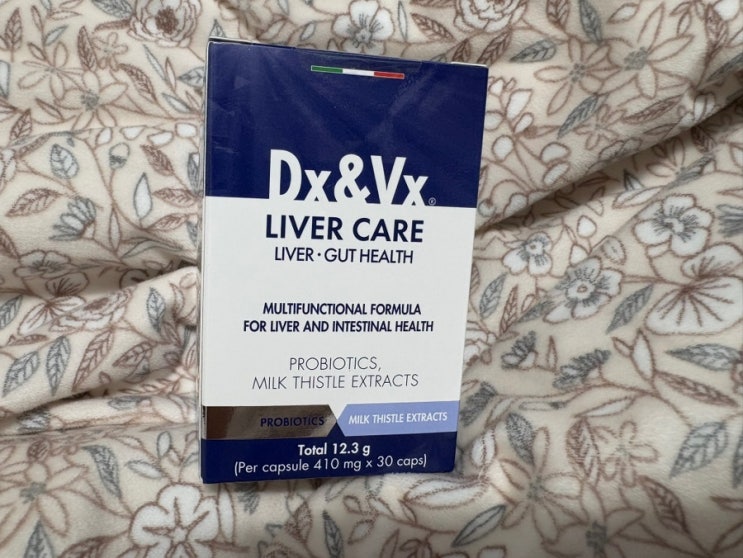 Dx&Vx®
LIVER CARE
LIVER · GUT HEALTH
MULTIFUNCTIONAL FORMULA
FOR LIVER AND INTESTINAL HEALTH
PROBIOTICS,
MILK THISTLE EXTRACTS
PROBIOTICS MILK THISTLE EXTRACTS
Total 12.3 g
(Per capsule 410 mg x 30 caps)